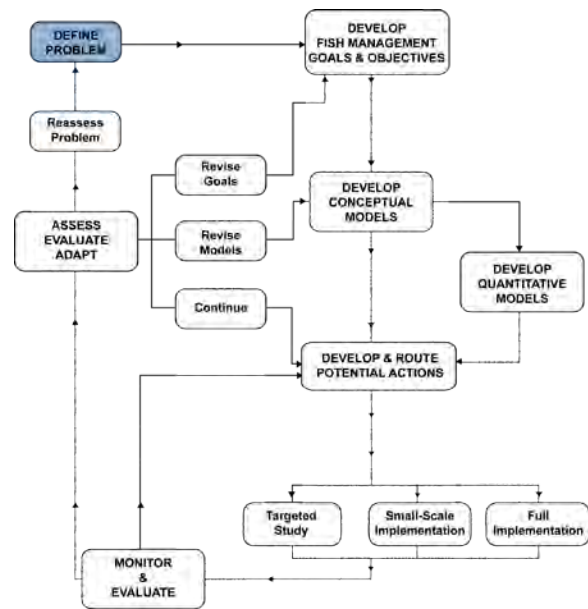 DEFINE
PROBLEM
DEVELOP
FISH MANAGEMENT
GOALS & OBJECTIVES
Reassess
Problem
Revise
Goals
DEVELOP
CONCEPTUAL
MODELS
ASSESS
EVALUATE
ADAPT
Revise
Models
DEVELOP
QUANTITATIVE
MODELS
Continue
DEVELOP & ROUTE
POTENTIAL ACTIONS
Targeted
Study
Small-Scale
Implementation
Full
Implementation
MONITOR
&
EVALUATE